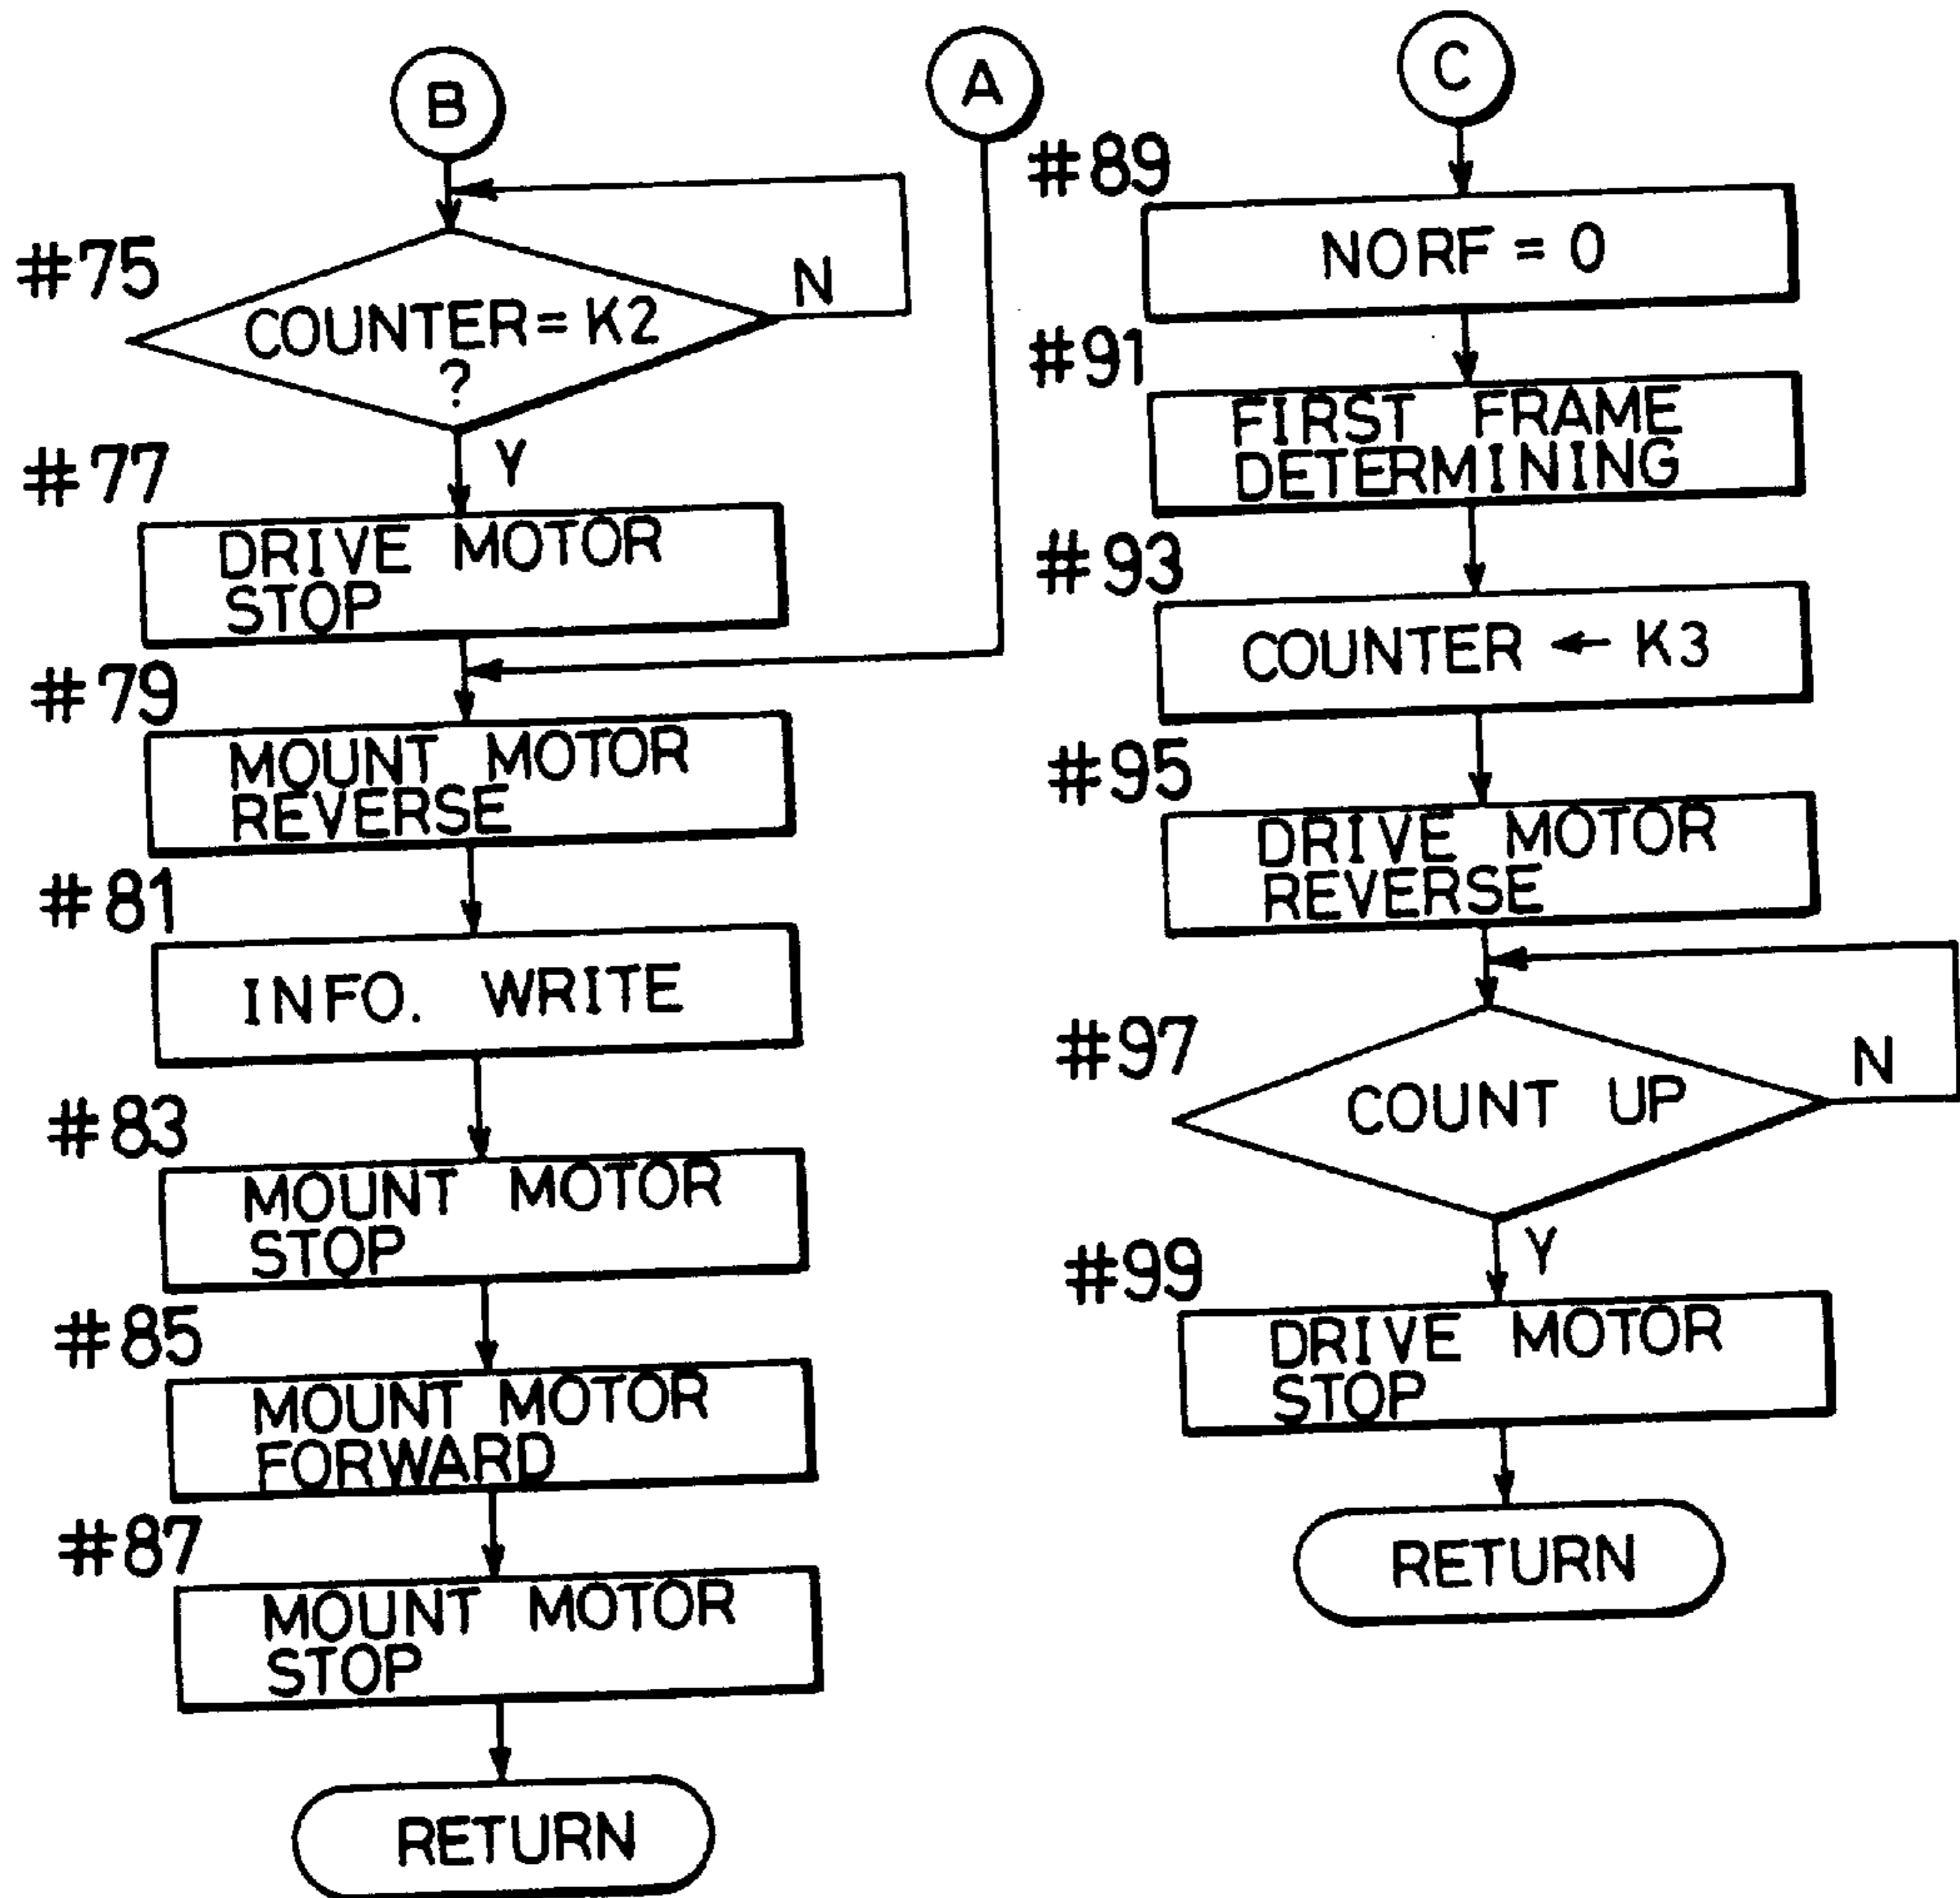 B
#75
COUNTER=K2
?
N
Y
#77
DRIVE MOTOR
STOP
A
#79
MOUNT MOTOR
REVERSE
#81
INFO. WRITE
#83
MOUNT MOTOR
STOP
#85
MOUNT MOTOR
FORWARD
#87
MOUNT MOTOR
STOP
RETURN
C
#89
NORF = 0
#91
FIRST FRAME
DETERMINING
#93
COUNTER ← K3
#95
DRIVE MOTOR
REVERSE
#97
COUNT UP
N
Y
#99
DRIVE MOTOR
STOP
RETURN